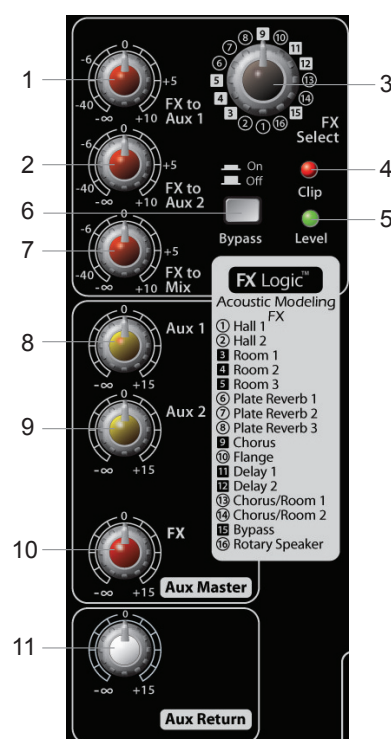 1
0
-6
+5
-40
-∞
+10
FX to
Aux 1
2
0
-6
+5
-40
-∞
+10
FX to
Aux 2
7
0
-6
+5
-40
-∞
+10
FX to
Mix
9
8
10
7
11
6
12
5
13
4
14
3
15
2
1
16
3
FX
Select
4
Clip
5
Level
6
On
Off
Bypass
FX Logic™
Acoustic Modeling
FX
1 Hall 1
2 Hall 2
3 Room 1
4 Room 2
5 Room 3
6 Plate Reverb 1
7 Plate Reverb 2
8 Plate Reverb 3
9 Chorus
10 Flange
11 Delay 1
12 Delay 2
13 Chorus/Room 1
14 Chorus/Room 2
15 Bypass
16 Rotary Speaker
8
0
Aux 1
-∞
+15
9
0
Aux 2
-∞
+15
10
0
FX
-∞
+15
Aux Master
11
0
-∞
+15
Aux Return